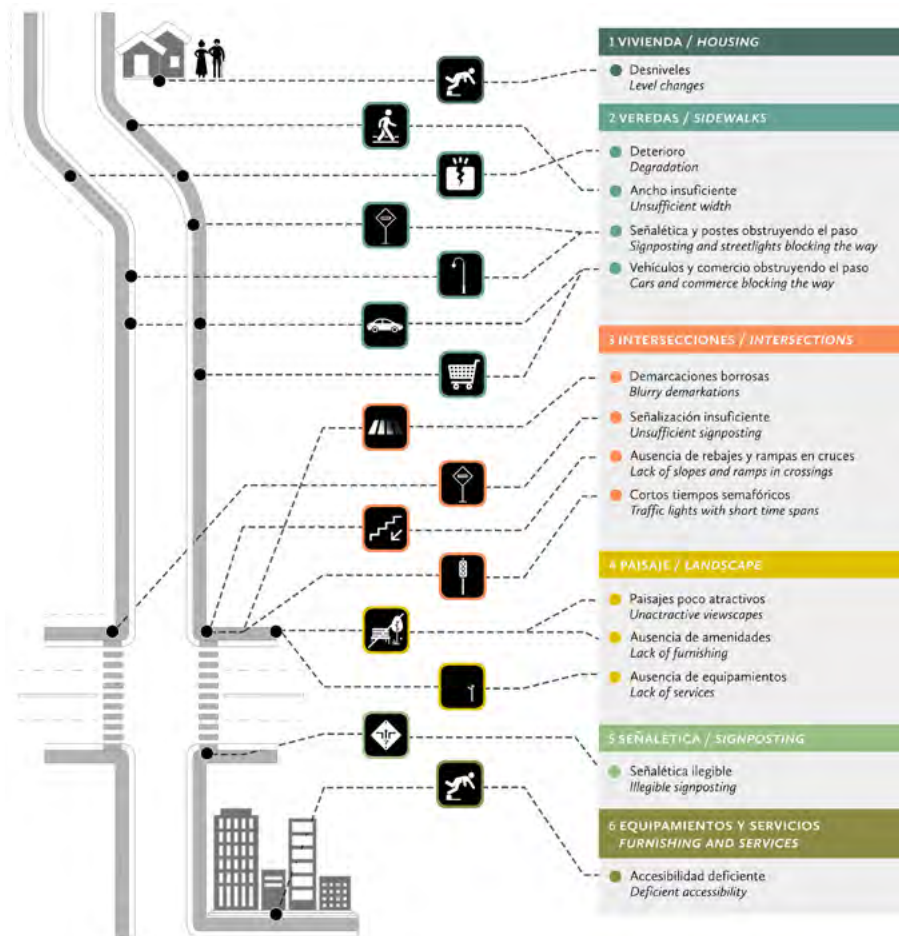 1 VIVIENDA / HOUSING
Desniveles
Level changes
2 VEREDAS / SIDEWALKS
Deterioro
Degradation
Ancho insuficiente
Unsufficient width
Señalética y postes obstruyendo el paso
Signposting and streetlights blocking the way
Vehículos y comercio obstruyendo el paso
Cars and commerce blocking the way
3 INTERSECCIONES / INTERSECTIONS
Demarcaciones borrosas
Blurry demarkations
Señalización insuficiente
Unsufficient signposting
Ausencia de rebajes y rampas en cruces
Lack of slopes and ramps in crossings
Cortos tiempos semafóricos
Traffic lights with short time spans
4 PAISAJE / LANDSCAPE
Paisajes poco atractivos
Unactractive viewscapes
Ausencia de amenidades
Lack of furnishing
Ausencia de equipamientos
Lack of services
5 SEÑALÉTICA / SIGNPOSTING
Señalética ilegible
Illegible signposting
6 EQUIPAMIENTOS Y SERVICIOS
FURNISHING AND SERVICES
Accesibilidad deficiente
Deficient accessibility